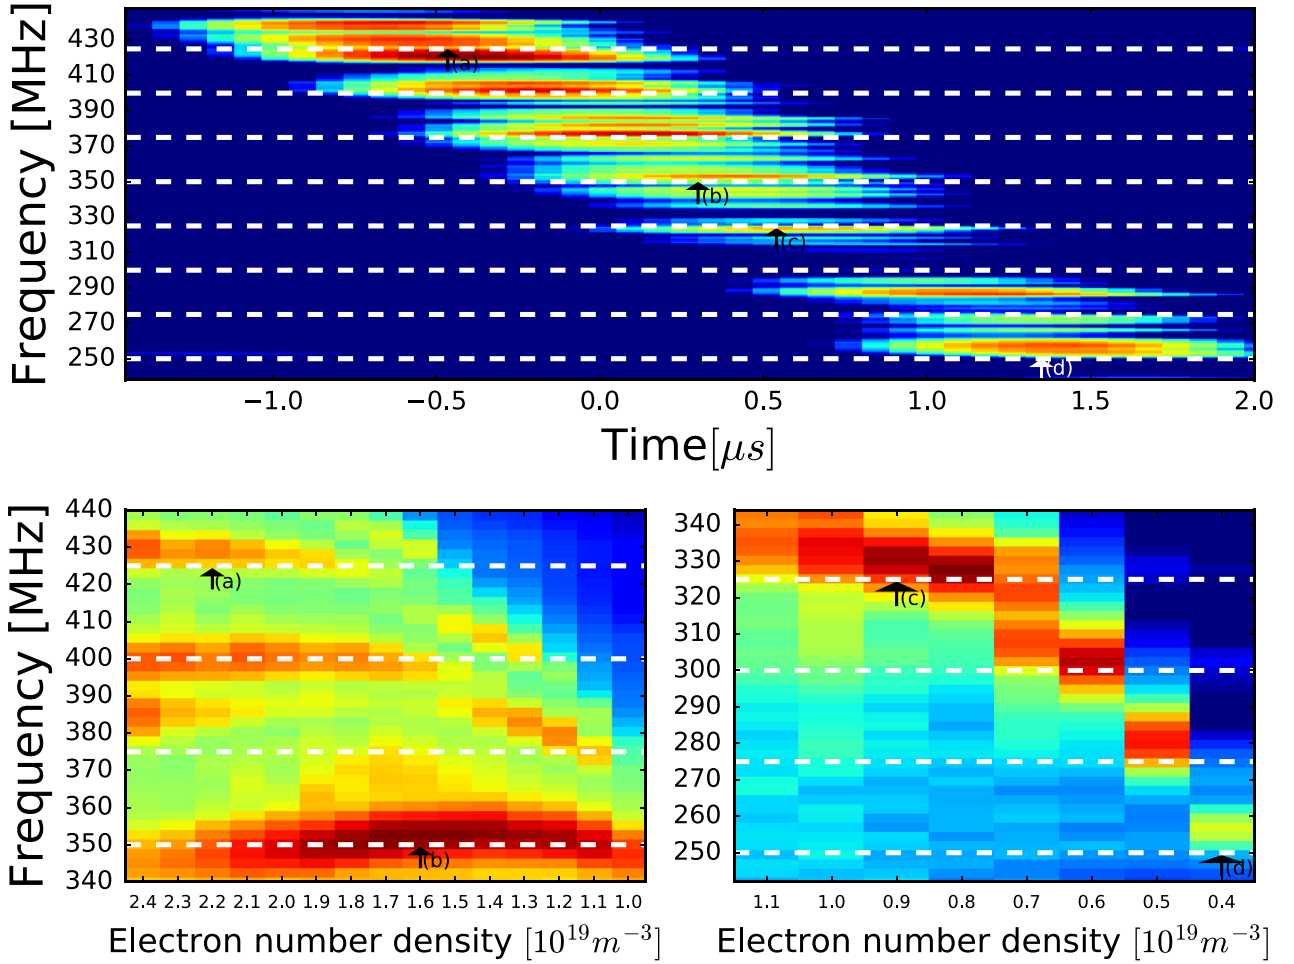 Frequency [MHz]
430
410
390
370
350
330
310
290
270
250
(a)
(b)
(c)
(d)
−1.0 −0.5 0.0 0.5 1.0 1.5 2.0
Time[μs]
Frequency [MHz]
440
430
420
410
400
390
380
370
360
350
340
(a)
(b)
2.4 2.3 2.2 2.1 2.0 1.9 1.8 1.7 1.6 1.5 1.4 1.3 1.2 1.1 1.0
Electron number density [10¹⁹m⁻³]
340
330
320
310
300
290
280
270
260
250
(c)
(d)
1.1 1.0 0.9 0.8 0.7 0.6 0.5 0.4
Electron number density [10¹⁹m⁻³]